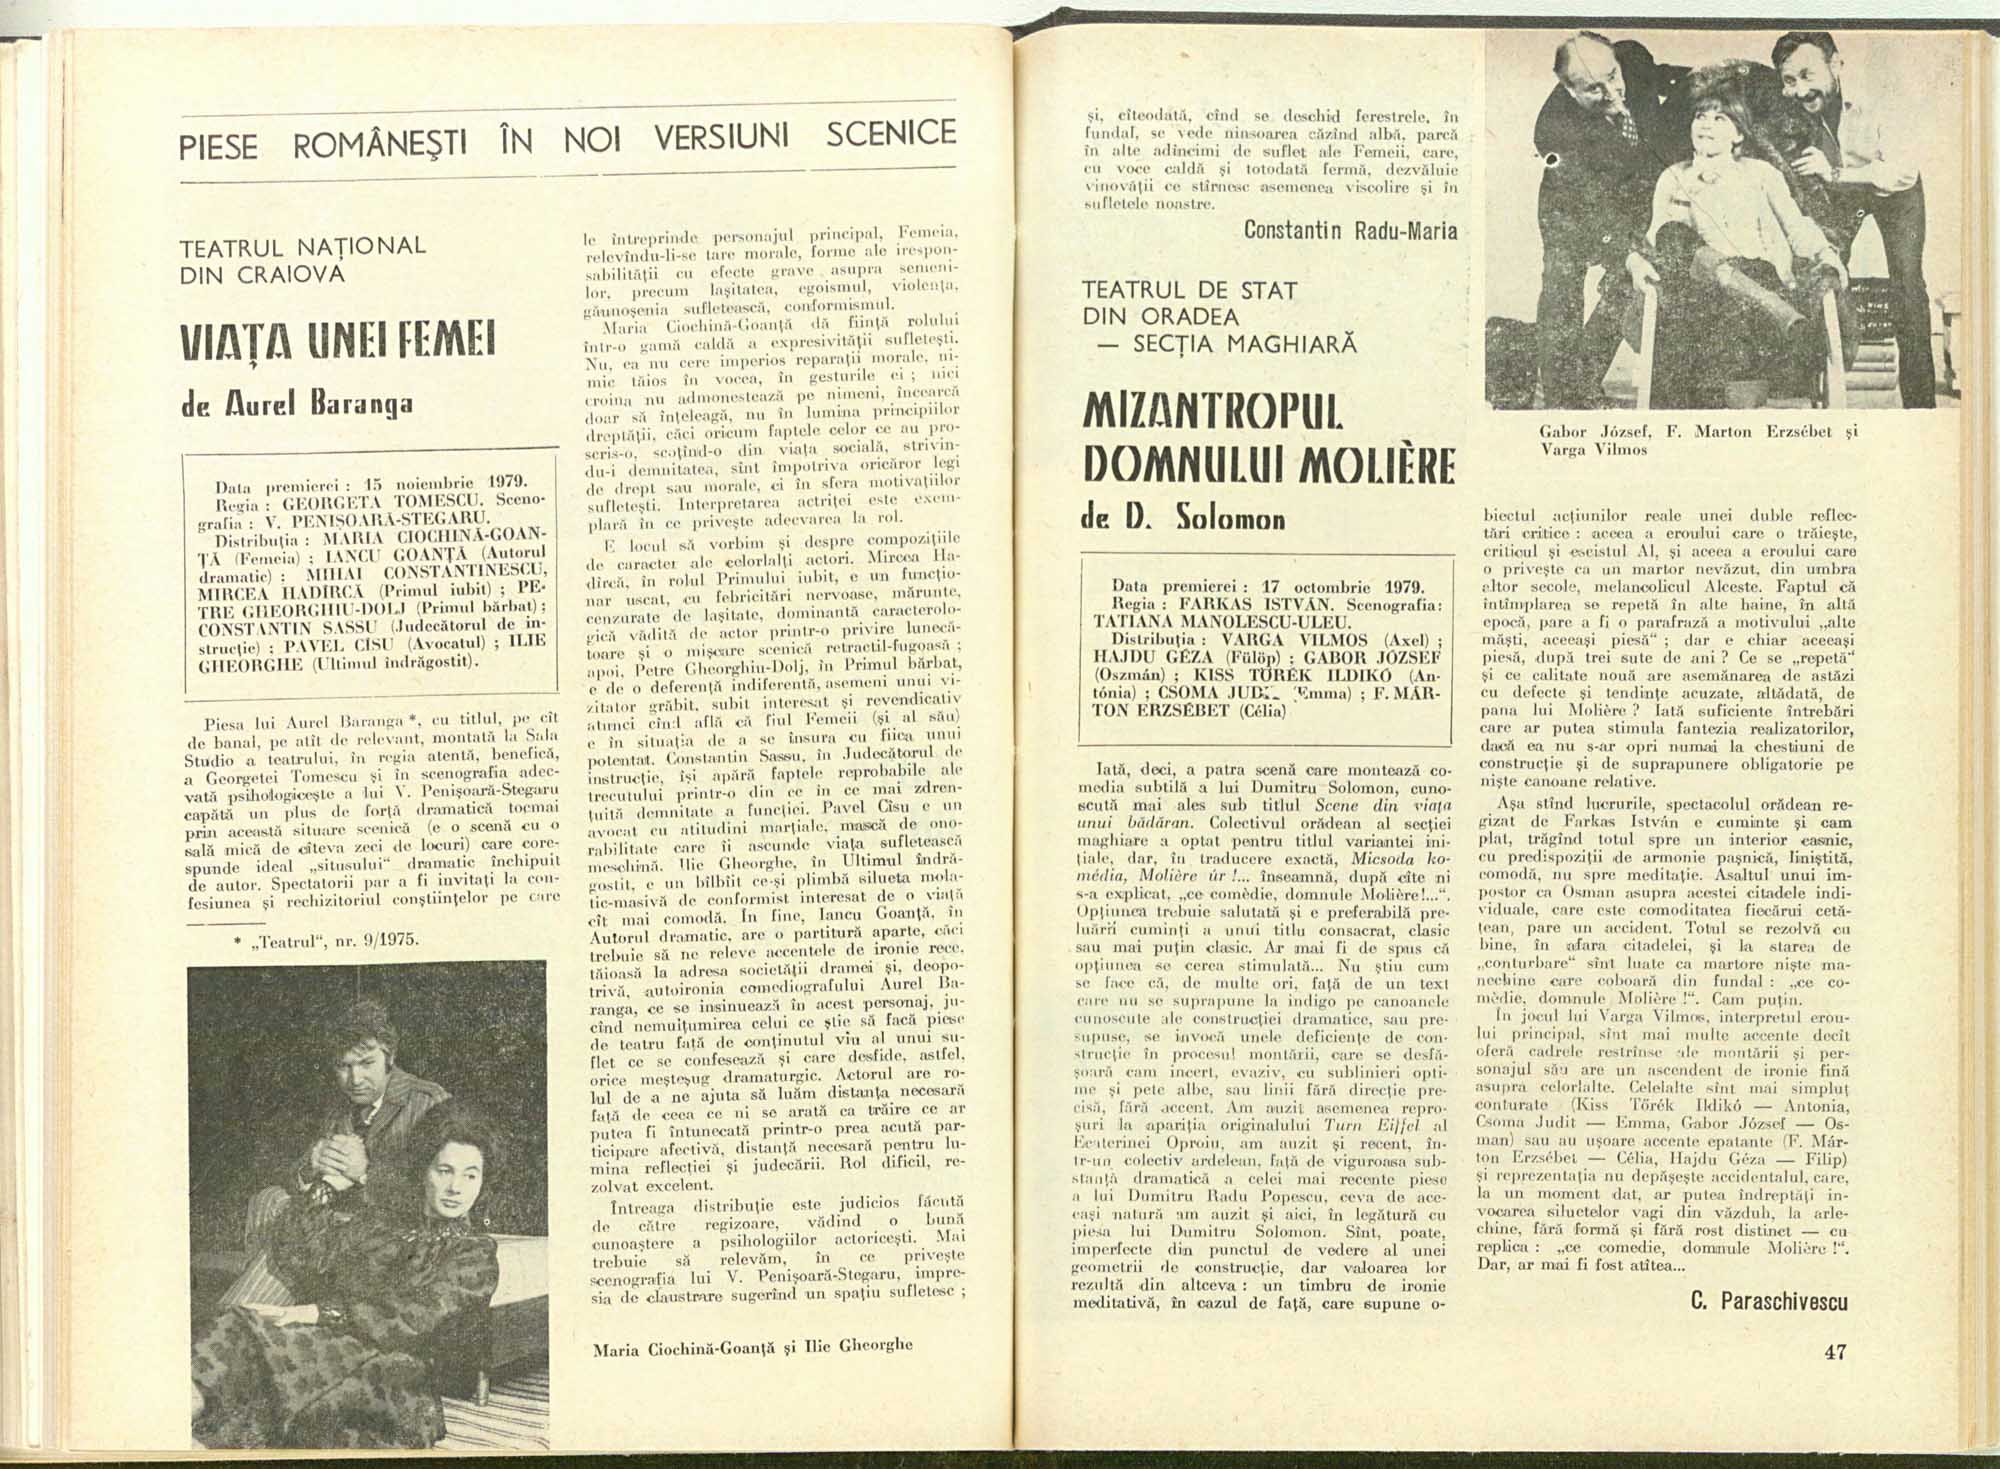 PIESE ROMÂNEȘTI ÎN NOI VERSIUNI SCENICE
TEATRUL NAȚIONAL
DIN CRAIOVA
VIAȚA UNEI FEMEI
de Aurel Baranga
Data premierei : 15 noiembrie 1979.
Regia : GEORGETA TOMESCU. Sceno-
grafia : V. PENIȘOARĂ-STEGARU.
Distribuția : MARIA CIOCHINĂ-GOAN-
ȚĂ (Femeia) ; IANCU GOANȚĂ (Autorul
dramatic) ; MIHAI CONSTANTINESCU,
MIRCEA HADÎRCĂ (Primul iubit) ; PE-
TRE GHEORGHIU-DOLJ (Primul bărbat) ;
CONSTANTIN SASSU (Judecătorul de in-
strucție) ; PAVEL CÎSU (Avocatul) ; ILIE
GHEORGHE (Ultimul îndrăgostit).
Piesa lui Aurel Baranga *, cu titlul, pe cît
de banal, pe atît de relevant, montată la Sala
Studio a teatrului, în regia atentă, benefică,
a Georgetei Tomescu și în scenografia adec-
vată psihologicește a lui V. Penișoară-Stegaru
capătă un plus de forță dramatică tocmai
prin această situare scenică (e o scenă cu o
sală mică de cîteva zeci de locuri) care core-
spunde ideal „situsului“ dramatic închipuit
de autor. Spectatorii par a fi invitați la con-
fesiunea și rechizitoriul conștiințelor pe care
* „Teatrul“, nr. 9/1975.
le întreprinde personajul principal, Femeia,
relevîndu-li-se tare morale, forme ale irespon-
sabilității cu efecte grave asupra semeni-
lor, precum lașitatea, egoismul, violența,
găunoșenia sufletească, conformismul.
Maria Ciochină-Goanță dă ființă rolului
într-o gamă caldă a expresivității sufletești.
Nu, ea nu cere imperios reparații morale, ni-
mic tăios în vocea, în gesturile ei ; nici
croina nu admonestează pe nimeni, încearcă
doar să înțeleagă, nu în lumina principiilor
dreptății, căci oricum faptele celor ce au pro-
scris-o, scoțînd-o din viața socială, strivin-
du-i demnitatea, sînt împotriva oricăror legi
de drept sau morale, ci în sfera motivațiilor
sufletești. Interpretarea actriței este exem-
plară în ce privește adecvarea la rol.
E locul să vorbim și despre compozițiile
de caracter ale celorlalți actori. Mircea Ha-
dîrcă, în rolul Primului iubit, e un funcțio-
nar uscat, cu febricitări nervoase, mărunte,
cenzurate de lașitate, dominantă caracterolo-
gică vădită de actor printr-o privire lunecă-
toare și o mișcare scenică retractil-fugoasă ;
apoi, Petre Gheorghiu-Dolj, în Primul bărbat,
e de o deferență indiferentă, asemeni unui vi-
zitator grăbit, subit interesat și revendicativ
atunci cînd află că fiul Femeii (și al său)
e în situația de a se însura cu fiica unui
potentat. Constantin Sassu, în Judecătorul de
instrucție, își apără faptele reprobabile ale
trecutului printr-o din ce în ce mai zdren-
țuită demnitate a funcției. Pavel Cîsu e un
avocat cu atitudini marțiale, mască de ono-
rabilitate care îi ascunde viața sufletească
meschină. Ilie Gheorghe, în Ultimul îndră-
gostit, e un bîlbîit ce-și plimbă silueta mola-
tic-masivă de conformist interesat de o viață
cît mai comodă. În fine, Iancu Goanță, în
Autorul dramatic, are o partitură aparte, căci
trebuie să ne releve accentele de ironie rece,
tăioasă la adresa societății dramei și, deopo-
trivă, autoironia comediografului Aurel Ba-
ranga, ce se insinuează în acest personaj, ju-
cînd nemulțumirea celui ce știe să facă piese
de teatru față de conținutul viu al unui su-
flet ce se confesează și care desfide, astfel,
orice meșteșug dramaturgic. Actorul are ro-
lul de a ne ajuta să luăm distanța necesară
față de ceea ce ni se arată ca trăire ce ar
putea fi întunecată printr-o prea acută par-
ticipare afectivă, distanță necesară pentru lu-
mina reflecției și judecării. Rol dificil, re-
zolvat excelent.
Întreaga distribuție este judicios făcută
de către regizoare, vădind o bună
cunoaștere a psihologiilor actoricești. Mai
trebuie să relevăm, în ce privește
scenografia lui V. Penișoară-Stegaru, impre-
sia de claustrare sugerînd un spațiu sufletesc ;
Maria Ciochină-Goanță și Ilie Gheorghe
și, cîteodată, cînd se deschid ferestrele, în
fundal, se vede ninsoarea căzînd albă, parcă
în alte adîncimi de suflet ale Femeii, care,
cu voce caldă și totodată fermă, dezvăluie
vinovății ce stîrnesc asemenea viscolire și în
sufletele noastre.
Constantin Radu-Maria
TEATRUL DE STAT
DIN ORADEA
— SECȚIA MAGHIARĂ
MIZANTROPUL
DOMNULUI MOLIÈRE
de D. Solomon
Data premierei : 17 octombrie 1979.
Regia : FARKAS ISTVÁN. Scenografia:
TATIANA MANOLESCU-ULEU.
Distribuția : VARGA VILMOS (Axel) ;
HAJDU GÉZA (Fülöp) ; GABOR JÓZSEF
(Oszmán) ; KISS TÖRÉK ILDIKÓ (An-
tónia) ; CSOMA (Emma) ; F. MÁR-
TON ERZSÉBET (Célia)
Iată, deci, a patra scenă care montează co-
media subtilă a lui Dumitru Solomon, cuno-
scută mai ales sub titlul Scene din viața
unui bădăran. Colectivul orădean al secției
maghiare a optat pentru titlul variantei ini-
țiale, dar, în traducere exactă, Micsoda ko-
média, Molière úr !... înseamnă, după cîte ni
s-a explicat, „ce comèdie, domnule Molière!...“.
Opțiunea trebuie salutată și e preferabilă pre-
luării cuminți a unui titlu consacrat, clasic
sau mai puțin clasic. Ar mai fi de spus că
opțiunea se cerea stimulată... Nu știu cum
se face că, de multe ori, față de un text
care nu se suprapune la indigo pe canoanele
cunoscute ale construcției dramatice, sau pre-
supuse, se invocă unele deficiențe de con-
strucție în procesul montării, care se desfă-
șoară cam incert, evaziv, cu sublinieri opti-
me și pete albe, sau linii fără direcție pre-
cisă, fără accent. Am auzit asemenea repro-
șuri la apariția originalului Turn Eiffel al
Ecaterinei Oproiu, am auzit și recent, în-
tr-un colectiv ardelean, față de viguroasa sub-
stanță dramatică a celei mai recente piese
a lui Dumitru Radu Popescu, ceva de ace-
eași natură am auzit și aici, în legătură cu
piesa lui Dumitru Solomon. Sînt, poate,
imperfecte din punctul de vedere al unei
geometrii de construcție, dar valoarea lor
rezultă din altceva : un timbru de ironie
meditativă, în cazul de față, care supune o-
Gabor József, F. Marton Erzsébet și
Varga Vilmos
biectul acțiunilor reale unei duble reflec-
tări critice : aceea a eroului care o trăiește,
criticul și eseistul Al, și aceea a eroului care
o privește ca un martor nevăzut, din umbra
altor secole, melancolicul Alceste. Faptul că
întîmplarea se repetă în alte haine, în altă
epocă, pare a fi o parafrază a motivului „alte
măști, aceeași piesă“ ; dar e chiar aceeași
piesă, după trei sute de ani ? Ce se „repetă“
și ce calitate nouă are asemănarea de astăzi
cu defecte și tendințe acuzate, altădată, de
pana lui Molière ? Iată suficiente întrebări
care ar putea stimula fantezia realizatorilor,
dacă ea nu s-ar opri numai la chestiuni de
construcție și de suprapunere obligatorie pe
niște canoane relative.
Așa stînd lucrurile, spectacolul orădean re-
gizat de Farkas István e cuminte și cam
plat, trăgînd totul spre un interior casnic,
cu predispoziții de armonie pașnică, liniștită,
comodă, nu spre meditație. Asaltul unui im-
postor ca Osman asupra acestei citadele indi-
viduale, care este comoditatea fiecărui cetă-
țean, pare un accident. Totul se rezolvă cu
bine, în afara citadelei, și la starea de
„conturbare“ sînt luate ca martore niște ma-
nechine care coboară din fundal : „ce co-
mèdie, domnule Molière !“. Cam puțin.
În jocul lui Varga Vilmos, interpretul erou-
lui principal, sînt mai multe accente decît
oferă cadrele restrînse ale montării și per-
sonajul său are un ascendent de ironie fină
asupra celorlalte. Celelalte sînt mai simpluț
conturate (Kiss Törék Ildikó — Antonia,
Csoma Judit — Emma, Gabor József — Os-
man) sau au ușoare accente epatante (F. Már-
ton Erzsébet — Célia, Hajdu Géza — Filip)
și reprezentația nu depășește accidentalul, care,
la un moment dat, ar putea îndreptăți in-
vocarea siluetelor vagi din văzduh, la arle-
chine, fără formă și fără rost distinct — cu
replica : „ce comedie, domnule Molière !“.
Dar, ar mai fi fost atîtea...
C. Paraschivescu
47